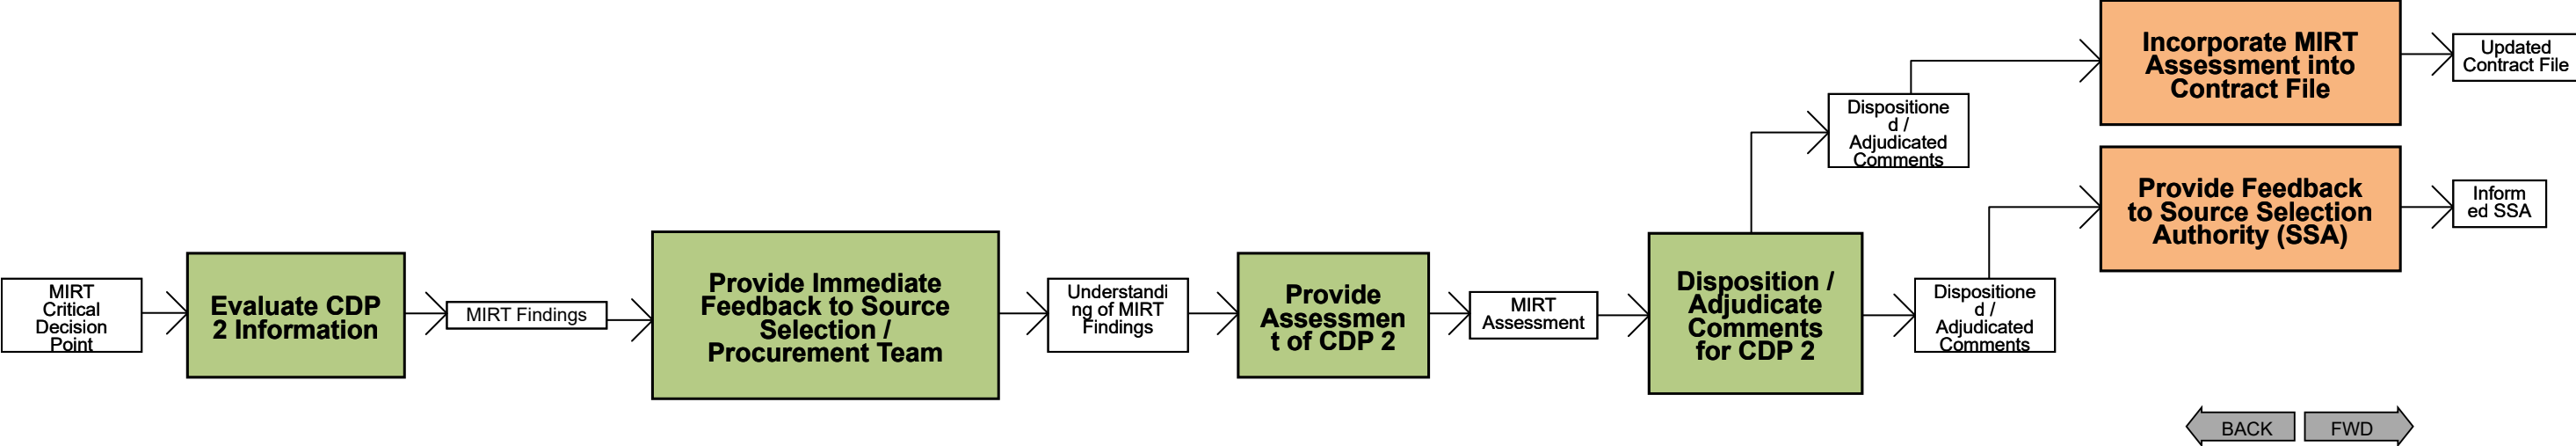 MIRT
Critical
Decision
Point
Evaluate CDP
2 Information
MIRT Findings
Provide Immediate
Feedback to Source
Selection /
Procurement Team
Understandi
ng of MIRT
Findings
Provide
Assessmen
t of CDP 2
MIRT
Assessment
Disposition /
Adjudicate
Comments
for CDP 2
Dispositione
d /
Adjudicated
Comments
Incorporate MIRT
Assessment into
Contract File
Updated
Contract File
Dispositione
d /
Adjudicated
Comments
Provide Feedback
to Source Selection
Authority (SSA)
Inform
ed SSA
BACK
FWD